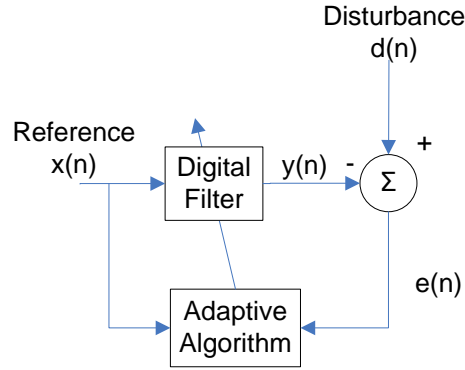 Disturbance
d(n)
Reference
x(n)
+
-
y(n)
Digital
Filter
Σ
e(n)
Adaptive
Algorithm